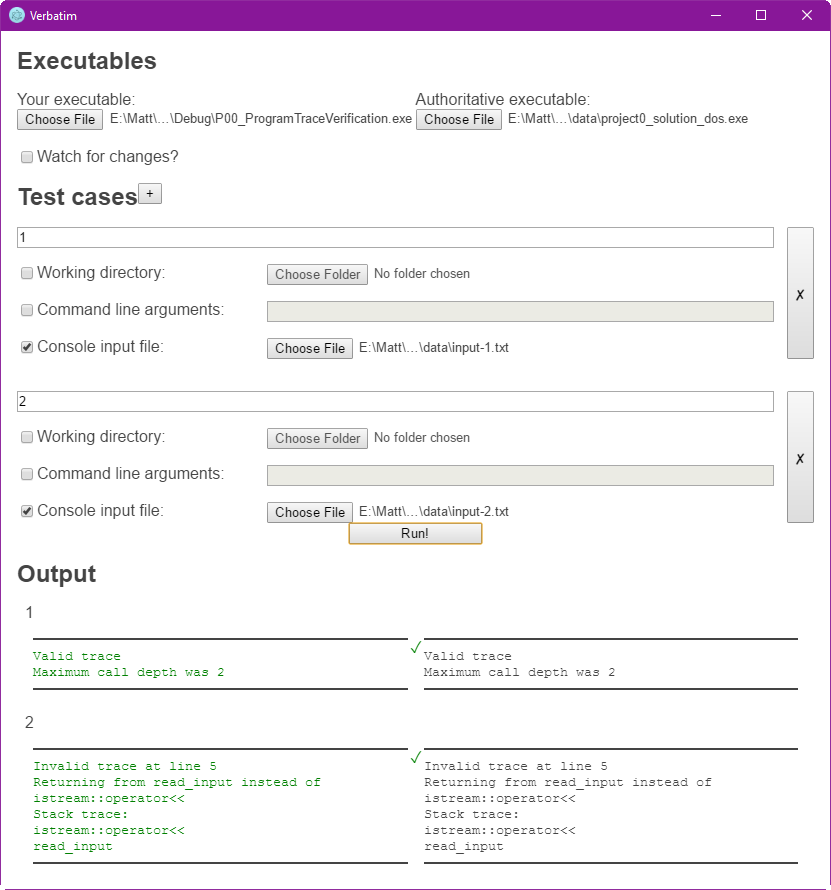 Verbatim
Executables
Your executable: Authoritative executable:
Choose File E:\Matt\...\Debug\P00_ProgramTraceVerification.exe Choose File E:\Matt\...\data\project0_solution_dos.exe
Watch for changes?
Test cases +
1
Working directory: Choose Folder No folder chosen
✗
Command line arguments:
Console input file: Choose File E:\Matt\...\data\input-1.txt
2
Working directory: Choose Folder No folder chosen
✗
Command line arguments:
Console input file: Choose File E:\Matt\...\data\input-2.txt
Run!
Output
1
✓
Valid trace
Maximum call depth was 2
Valid trace
Maximum call depth was 2
2
✓
Invalid trace at line 5
Returning from read_input instead of
istream::operator<<
Stack trace:
istream::operator<<
read_input
Invalid trace at line 5
Returning from read_input instead of
istream::operator<<
Stack trace:
istream::operator<<
read_input